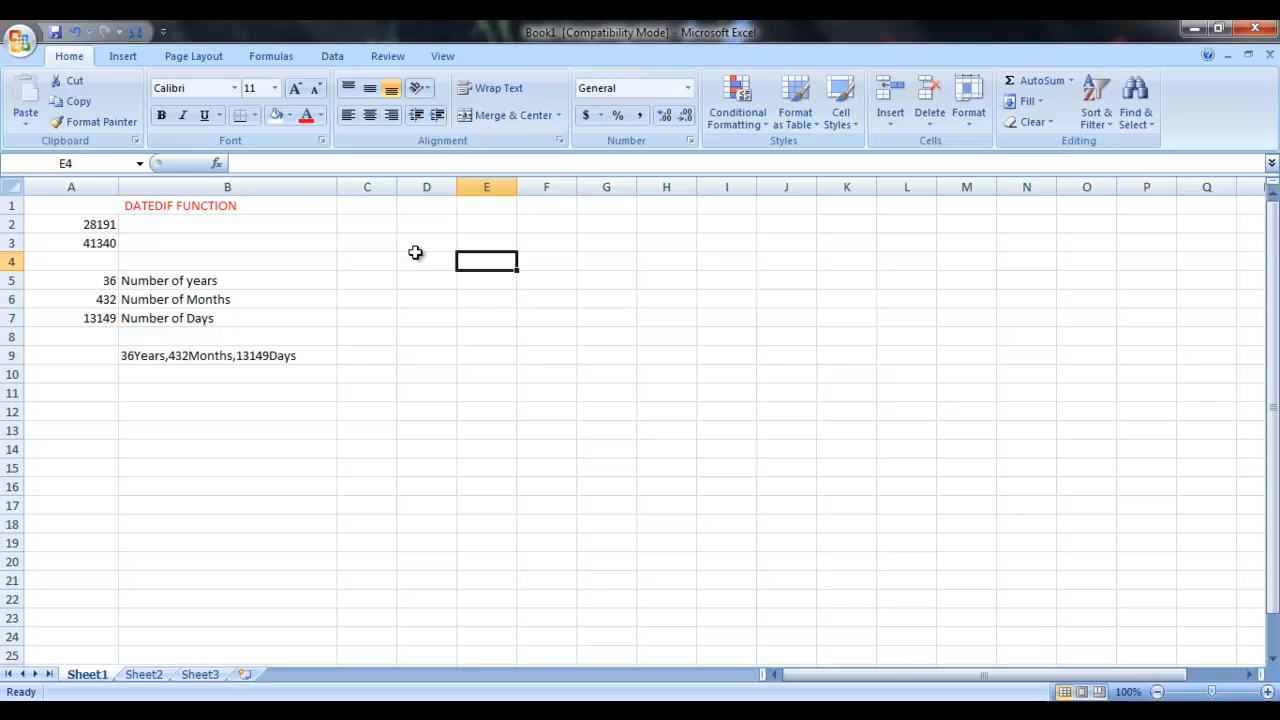 Book1 [Compatibility Mode] - Microsoft Excel
Home Insert Page Layout Formulas Data Review View
Paste Cut Copy Format Painter Clipboard
Calibri 11 A A B I U A Font
Wrap Text Merge & Center Alignment
General $ % , .0 .00 .00 .0 Number
Conditional Formatting Format as Table Cell Styles Styles
Insert Delete Format Cells
AutoSum Fill Clear Sort & Filter Find & Select Editing
E4 fx
A B C D E F G H I J K L M N O P Q
1 DATEDIF FUNCTION
2 28191
3 41340
4
5 36 Number of years
6 432 Number of Months
7 13149 Number of Days
8
9 36Years,432Months,13149Days
10
11
12
13
14
15
16
17
18
19
20
21
22
23
24
25
Sheet1 Sheet2 Sheet3
Ready 100%